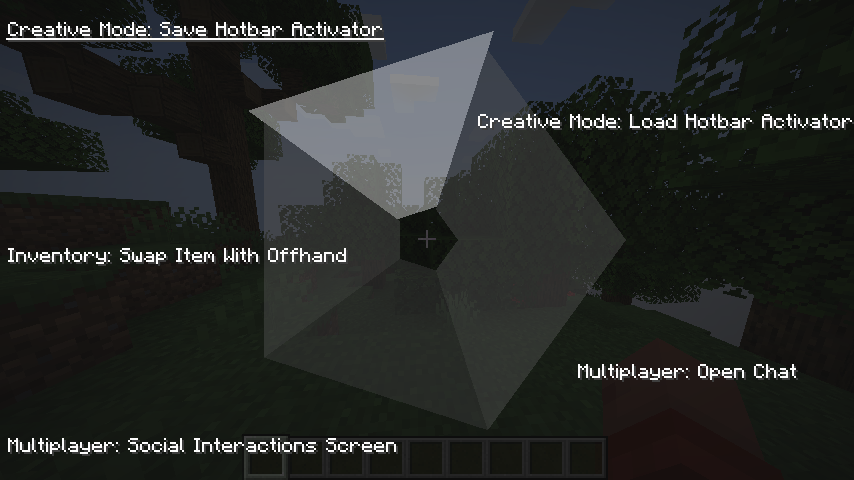 Creative Mode: Save Hotbar Activator
Creative Mode: Load Hotbar Activator
Inventory: Swap Item With Offhand
Multiplayer: Open Chat
Multiplayer: Social Interactions Screen